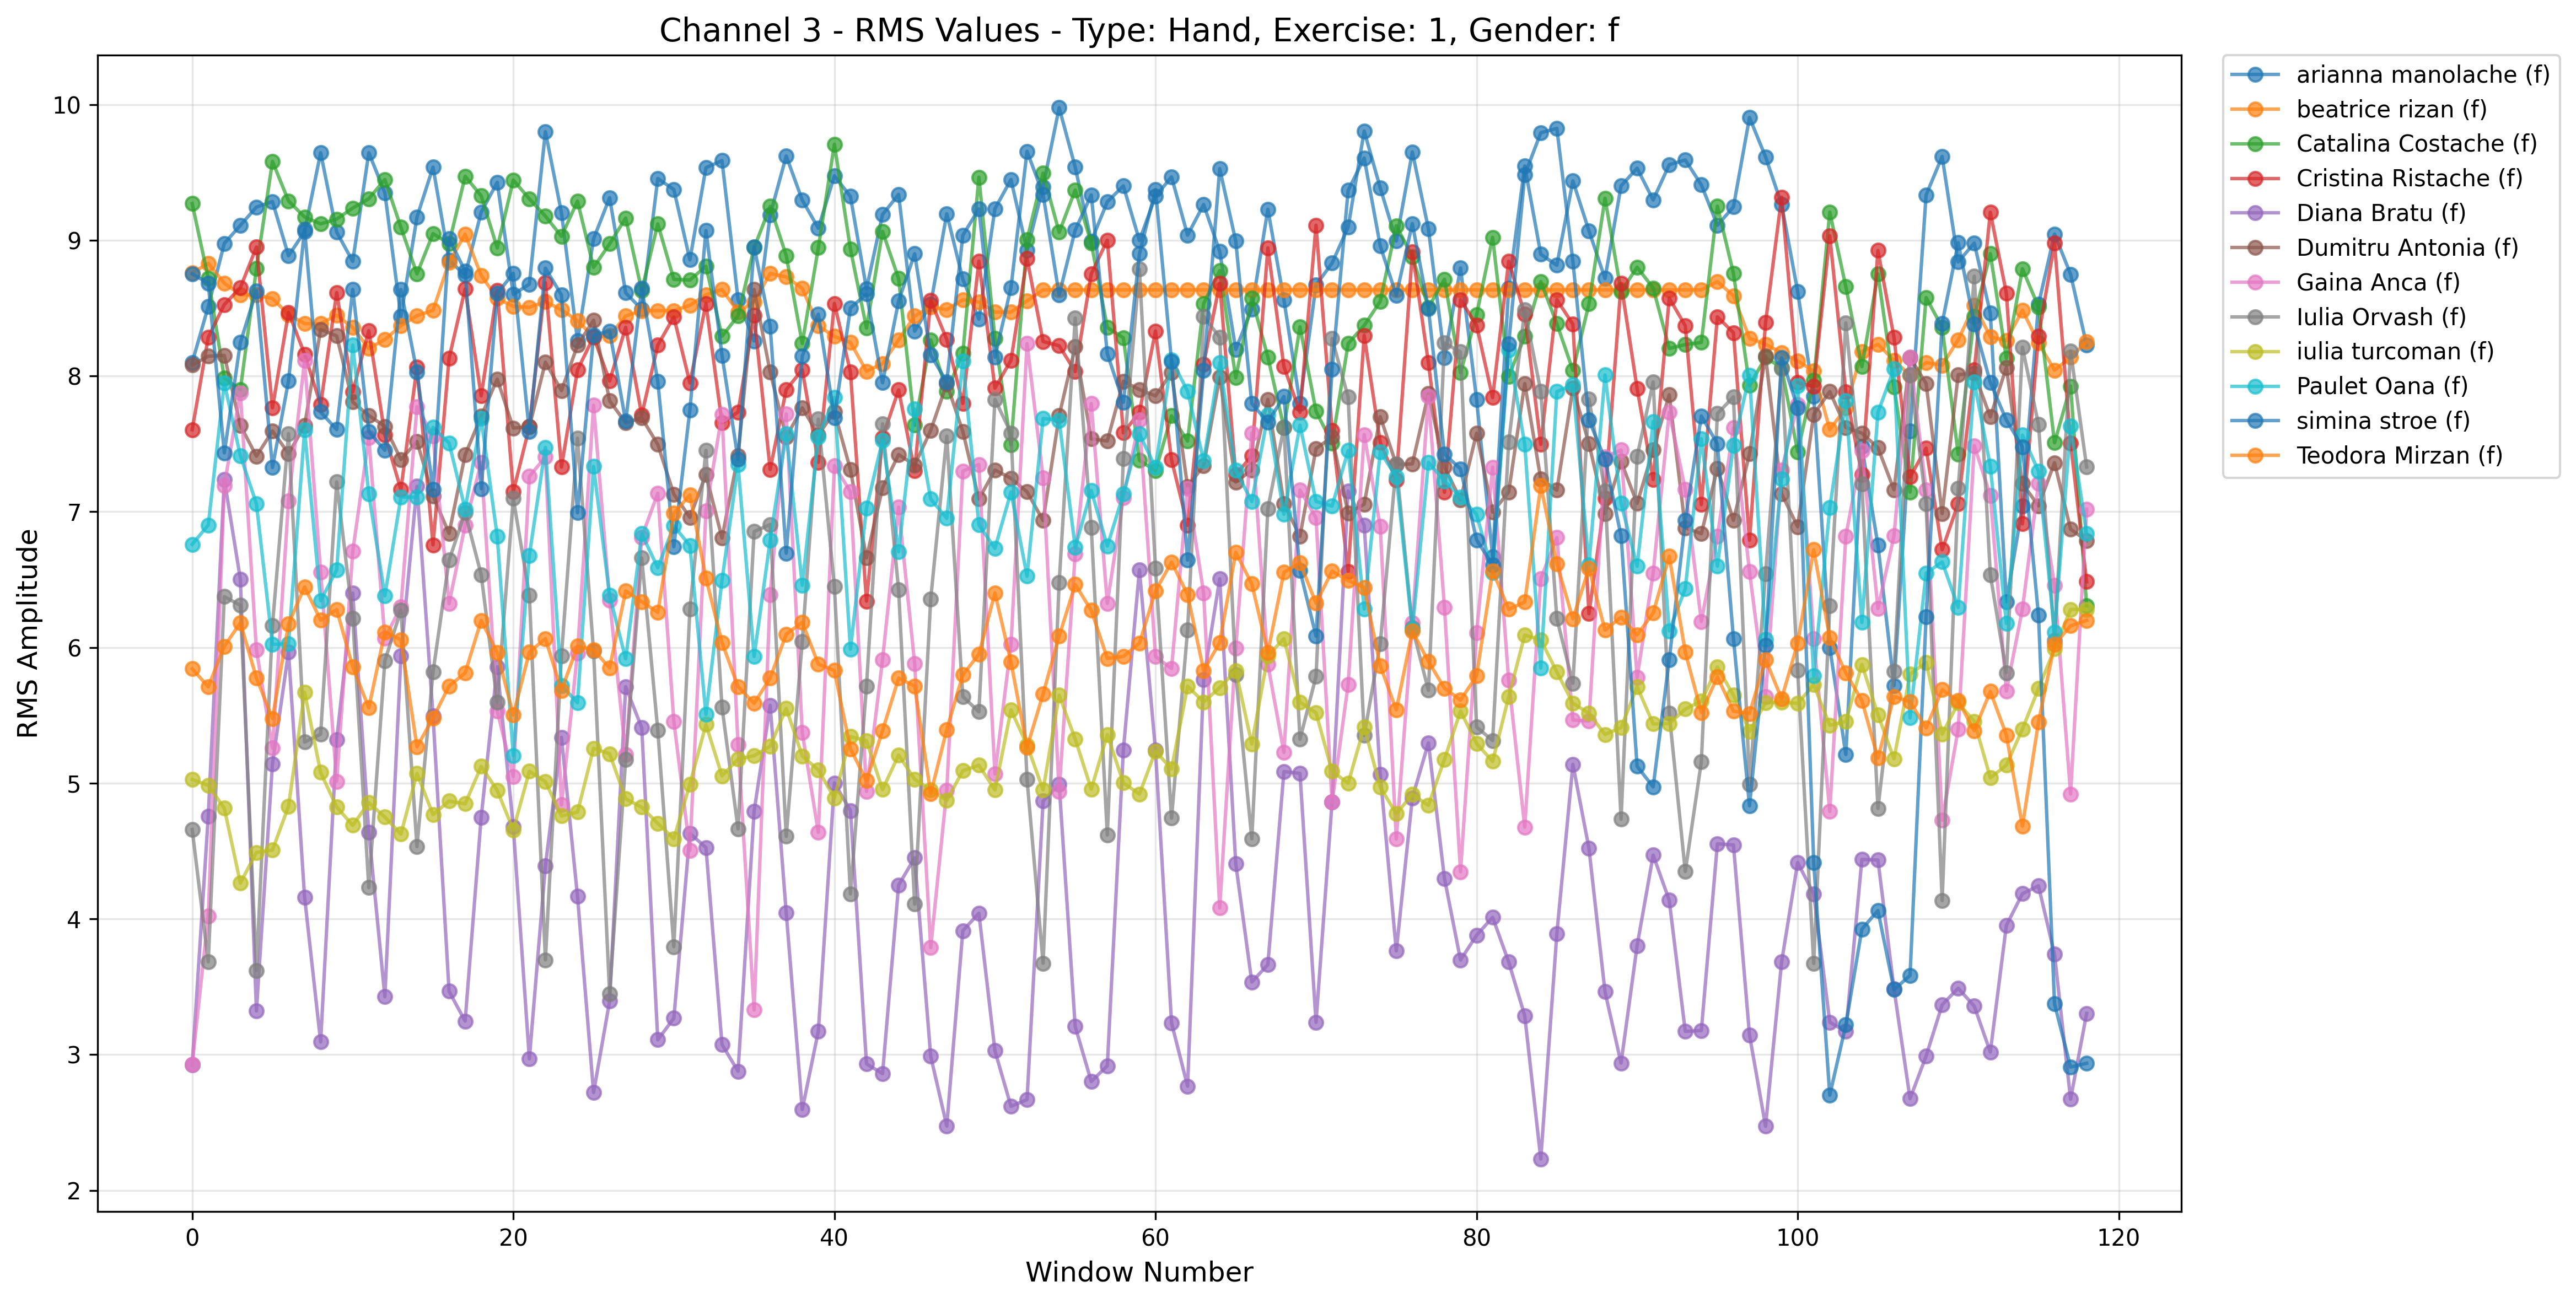 Channel 3 - RMS Values - Type: Hand, Exercise: 1, Gender: f
arianna manolache (f)
beatrice rizan (f)
Catalina Costache (f)
Cristina Ristache (f)
Diana Bratu (f)
Dumitru Antonia (f)
Gaina Anca (f)
Iulia Orvash (f)
iulia turcoman (f)
Paulet Oana (f)
simina stroe (f)
Teodora Mirzan (f)
RMS Amplitude
10
9
8
7
6
5
4
3
2
0 20 40 60 80 100 120
Window Number